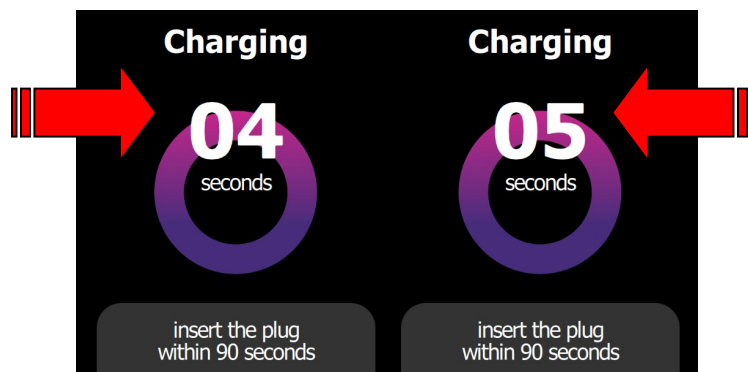 Charging
04
seconds
insert the plug
within 90 seconds
Charging
05
seconds
insert the plug
within 90 seconds